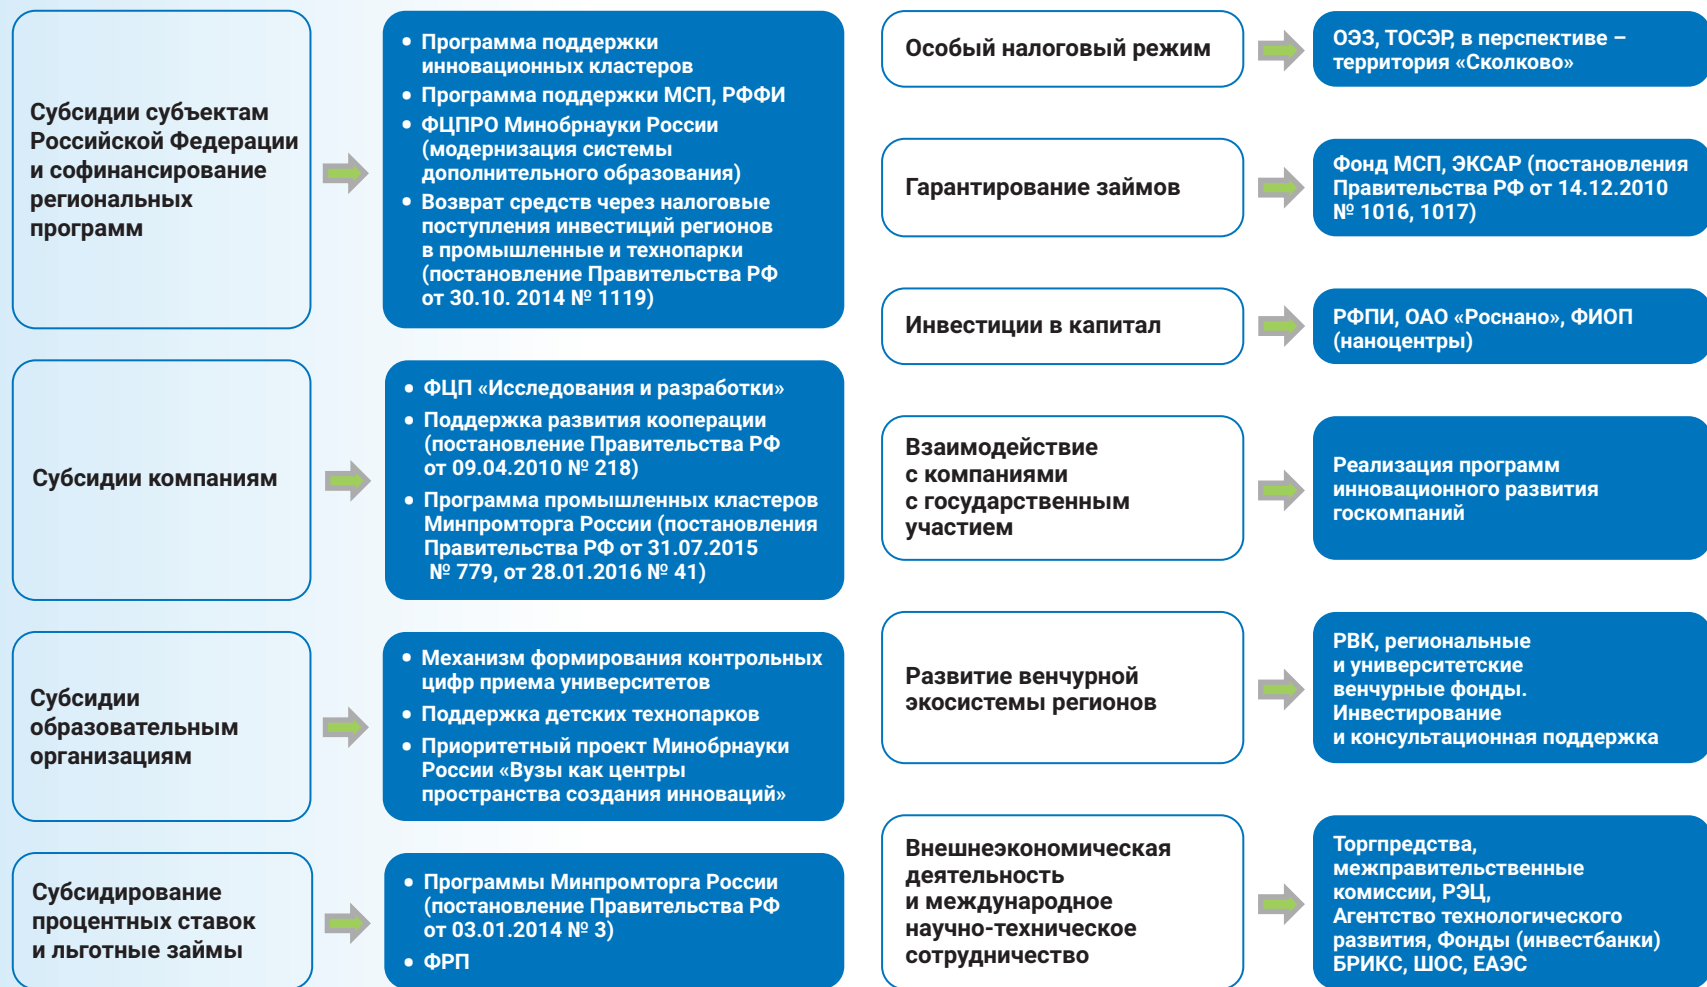 Субсидии субъектам
Российской Федерации
и софинансирование
региональных
программ
• Программа поддержки
инновационных кластеров
• Программа поддержки МСП, РФФИ
• ФЦПРО Минобрнауки России
(модернизация системы
дополнительного образования)
• Возврат средств через налоговые
поступления инвестиций регионов
в промышленные и технопарки
(постановление Правительства РФ
от 30.10. 2014 № 1119)
Субсидии компаниям
• ФЦП «Исследования и разработки»
• Поддержка развития кооперации
(постановление Правительства РФ
от 09.04.2010 № 218)
• Программа промышленных кластеров
Минпромторга России (постановления
Правительства РФ от 31.07.2015
№ 779, от 28.01.2016 № 41)
Субсидии
образовательным
организациям
• Механизм формирования контрольных
цифр приема университетов
• Поддержка детских технопарков
• Приоритетный проект Минобрнауки
России «Вузы как центры
пространства создания инноваций»
Субсидирование
процентных ставок
и льготные займы
• Программы Минпромторга России
(постановление Правительства РФ
от 03.01.2014 № 3)
• ФРП
Особый налоговый режим
ОЭЗ, ТОСЭР, в перспективе –
территория «Сколково»
Гарантирование займов
Фонд МСП, ЭКСАР (постановления
Правительства РФ от 14.12.2010
№ 1016, 1017)
Инвестиции в капитал
РФПИ, ОАО «Роснано», ФИОП
(наноцентры)
Взаимодействие
с компаниями
с государственным
участием
Реализация программ
инновационного развития
госкомпаний
Развитие венчурной
экосистемы регионов
РВК, региональные
и университетские
венчурные фонды.
Инвестирование
и консультационная поддержка
Внешнеэкономическая
деятельность
и международное
научно-техническое
сотрудничество
Торгпредства,
межправительственные
комиссии, РЭЦ,
Агентство технологического
развития, Фонды (инвестбанки)
БРИКС, ШОС, ЕАЭС